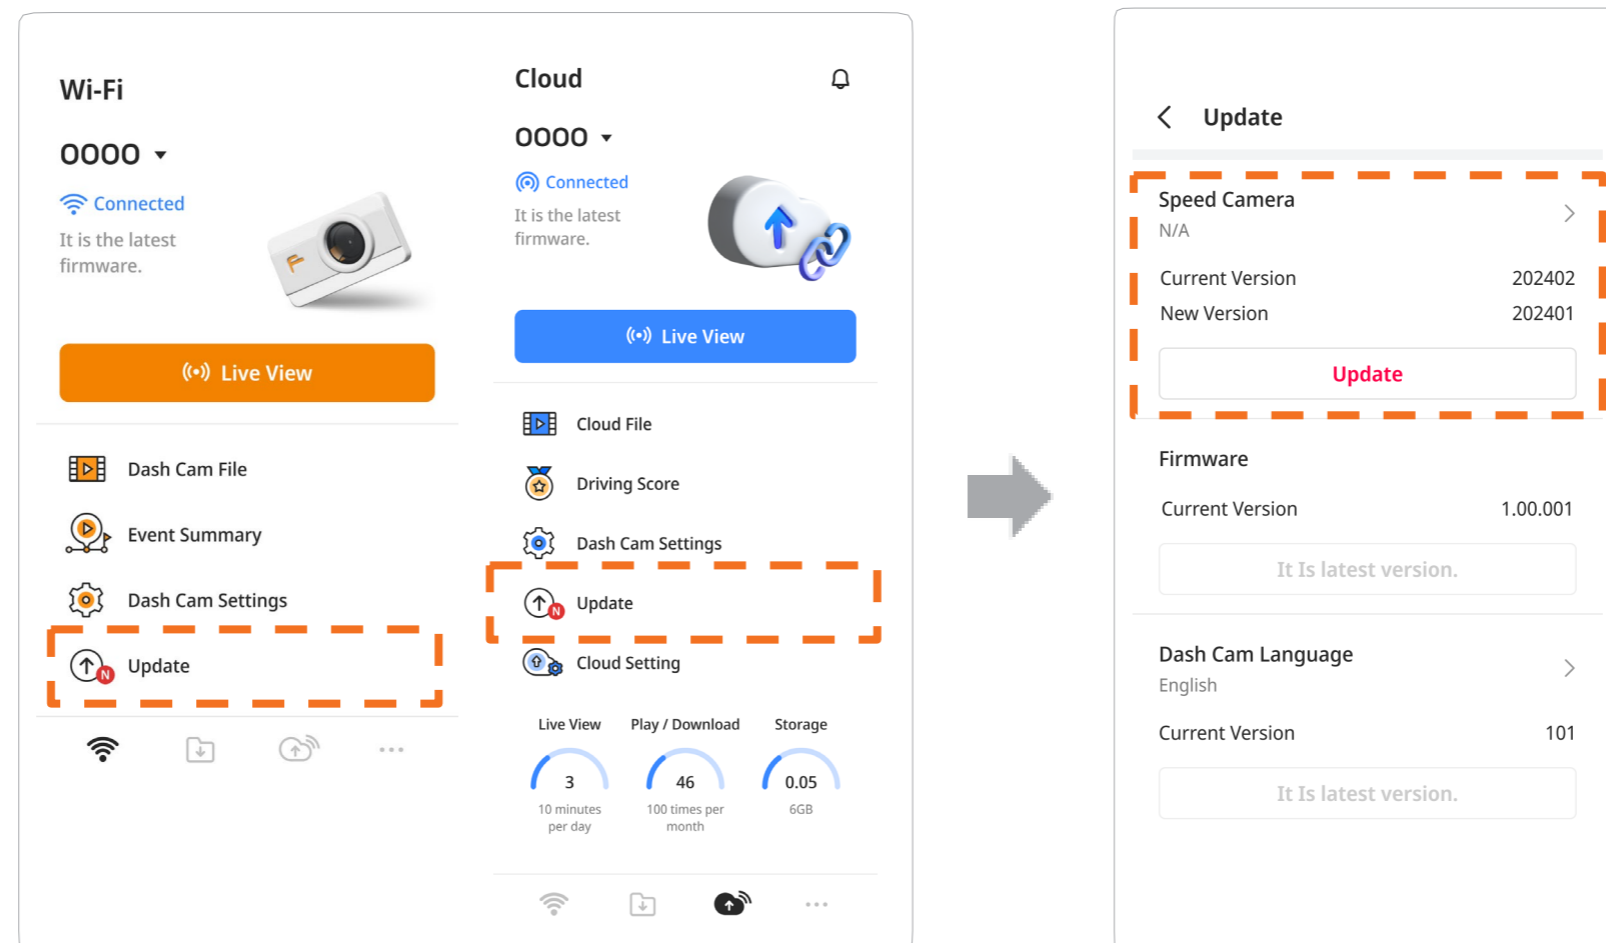 Wi-Fi
OOOO
Connected
It is the latest
firmware.
F
Live View
Dash Cam File
Event Summary
Dash Cam Settings
N
Update
Cloud
OOOO
Connected
It is the latest
firmware.
Live View
Cloud File
Driving Score
Dash Cam Settings
N
Update
Cloud Setting
Live View Play / Download Storage
3 46 0.05
10 minutes 100 times per 6GB
per day month
Update
Speed Camera
N/A
Current Version 202402
New Version 202401
Update
Firmware
Current Version 1.00.001
It Is latest version.
Dash Cam Language
English
Current Version 101
It Is latest version.